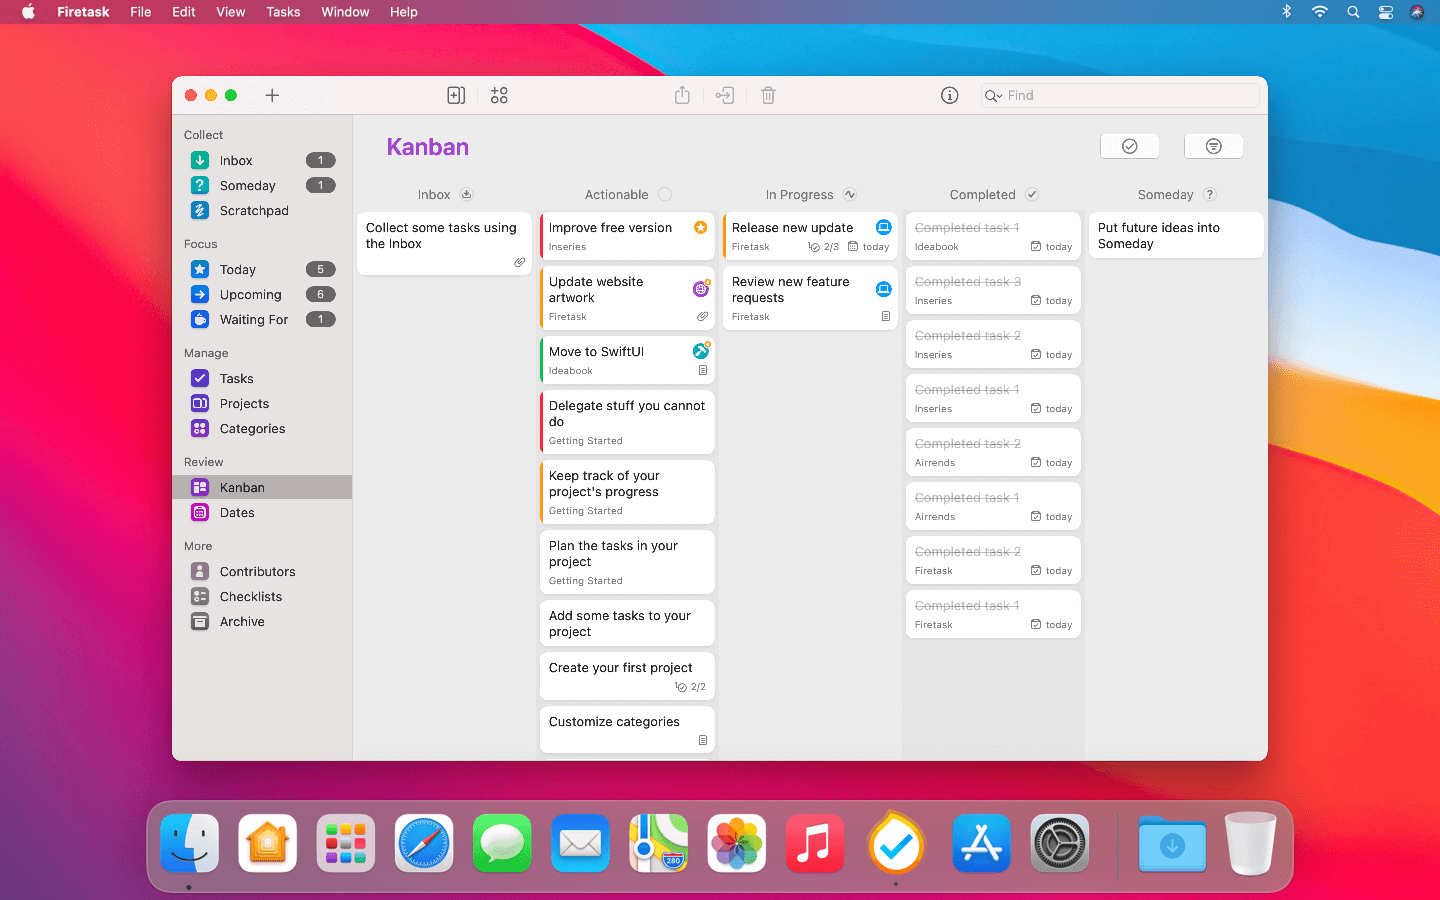 Firetask File Edit View Tasks Window Help
Find
Collect
Inbox 1
Someday 1
Scratchpad
Focus
Today 5
Upcoming 6
Waiting For 1
Manage
Tasks
Projects
Categories
Review
Kanban
Dates
More
Contributors
Checklists
Archive
Kanban
Inbox
Collect some tasks using
the Inbox
Actionable
Improve free version
Inseries
Update website
artwork
Firetask
Move to SwiftUI
Ideabook
Delegate stuff you cannot
do
Getting Started
Keep track of your
project's progress
Getting Started
Plan the tasks in your
project
Getting Started
Add some tasks to your
project
Create your first project
2/2
Customize categories
In Progress
Release new update
Firetask 2/3 today
Review new feature
requests
Firetask
Completed
Completed task 1
Ideabook today
Completed task 3
Inseries today
Completed task 2
Inseries today
Completed task 1
Inseries today
Completed task 2
Airrends today
Completed task 1
Airrends today
Completed task 2
Firetask today
Completed task 1
Firetask today
Someday ?
Put future ideas into
Someday
280